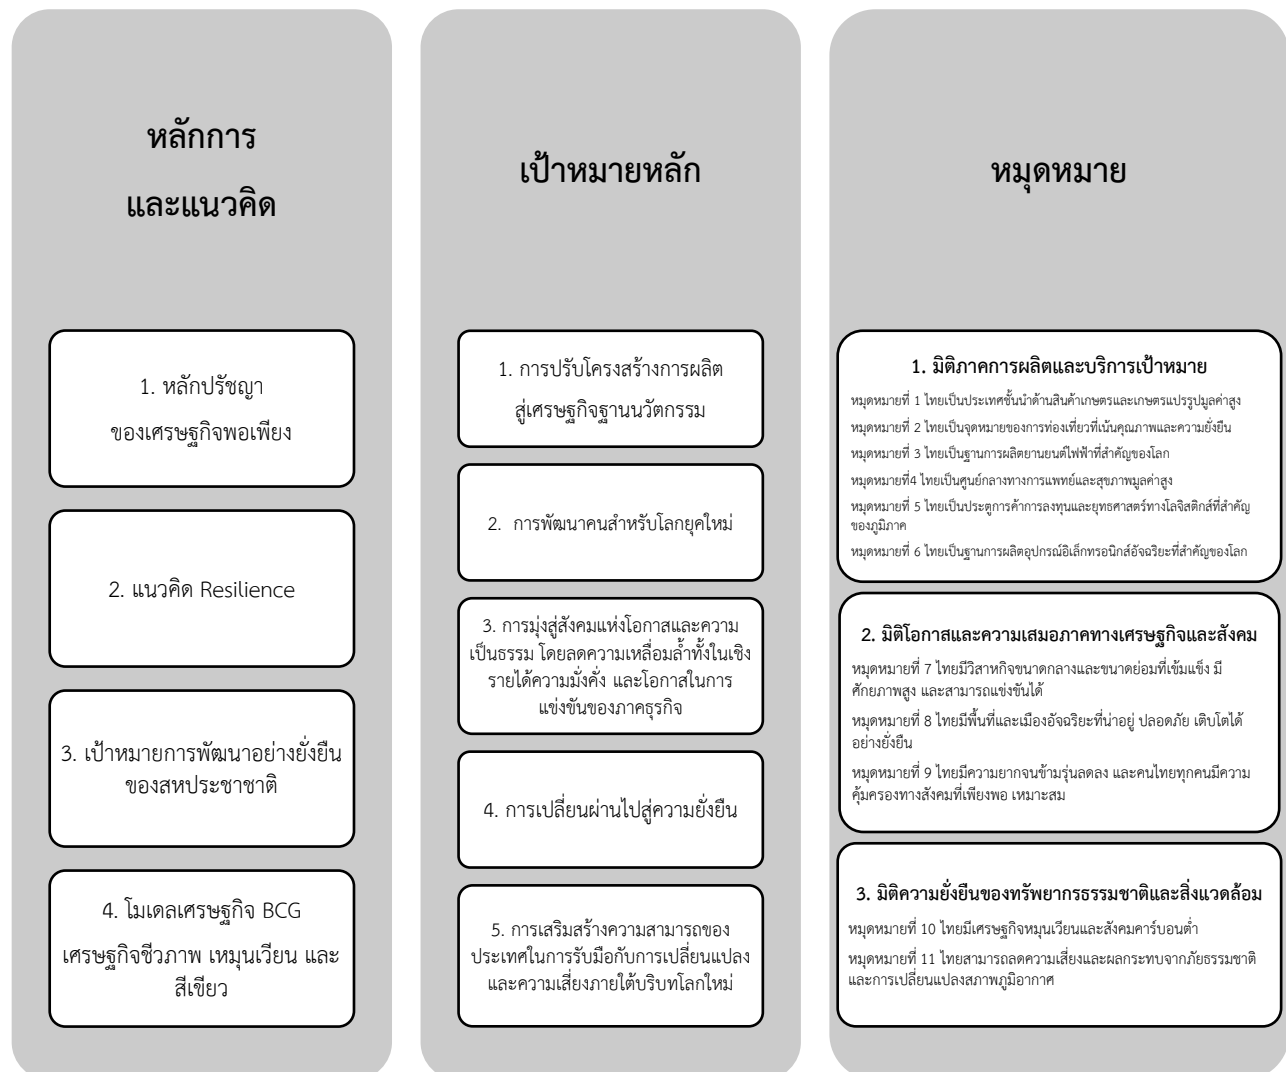 หลักการ
และแนวคิด
1. หลักปรัชญา
ของเศรษฐกิจพอเพียง
2. แนวคิด Resilience
3. เป้าหมายการพัฒนาอย่างยั่งยืน
ของสหประชาชาติ
4. โมเดลเศรษฐกิจ BCG
เศรษฐกิจชีวภาพ เหมุนเวียน และ
สีเขียว
เป้าหมายหลัก
1. การปรับโครงสร้างการผลิต
สู่เศรษฐกิจฐานนวัตกรรม
2. การพัฒนาคนสำหรับโลกยุคใหม่
3. การมุ่งสู่สังคมแห่งโอกาสและความ
เป็นธรรม โดยลดความเหลื่อมล้ำทั้งในเชิง
รายได้ความมั่งคั่ง และโอกาสในการ
แข่งขันของภาคธุรกิจ
4. การเปลี่ยนผ่านไปสู่ความยั่งยืน
5. การเสริมสร้างความสามารถของ
ประเทศในการรับมือกับการเปลี่ยนแปลง
และความเสี่ยงภายใต้บริบทโลกใหม่
หมุดหมาย
1. มิติภาคการผลิตและบริการเป้าหมาย
หมุดหมายที่ 1 ไทยเป็นประเทศชั้นนำด้านสินค้าเกษตรและเกษตรแปรรูปมูลค่าสูง
หมุดหมายที่ 2 ไทยเป็นจุดหมายของการท่องเที่ยวที่เน้นคุณภาพและความยั่งยืน
หมุดหมายที่ 3 ไทยเป็นฐานการผลิตยานยนต์ไฟฟ้าที่สำคัญของโลก
หมุดหมายที่4 ไทยเป็นศูนย์กลางทางการแพทย์และสุขภาพมูลค่าสูง
หมุดหมายที่ 5 ไทยเป็นประตูการค้าการลงทุนและยุทธศาสตร์ทางโลจิสติกส์ที่สำคัญ
ของภูมิภาค
หมุดหมายที่ 6 ไทยเป็นฐานการผลิตอุปกรณ์อิเล็กทรอนิกส์อัจฉริยะที่สำคัญของโลก
2. มิติโอกาสและความเสมอภาคทางเศรษฐกิจและสังคม
หมุดหมายที่ 7 ไทยมีวิสาหกิจขนาดกลางและขนาดย่อมที่เข้มแข็ง มี
ศักยภาพสูง และสามารถแข่งขันได้
หมุดหมายที่ 8 ไทยมีพื้นที่และเมืองอัจฉริยะที่น่าอยู่ ปลอดภัย เติบโตได้
อย่างยั่งยืน
หมุดหมายที่ 9 ไทยมีความยากจนข้ามรุ่นลดลง และคนไทยทุกคนมีความ
คุ้มครองทางสังคมที่เพียงพอ เหมาะสม
3. มิติความยั่งยืนของทรัพยากรธรรมชาติและสิ่งแวดล้อม
หมุดหมายที่ 10 ไทยมีเศรษฐกิจหมุนเวียนและสังคมคาร์บอนต่ำ
หมุดหมายที่ 11 ไทยสามารถลดความเสี่ยงและผลกระทบจากภัยธรรมชาติ
และการเปลี่ยนแปลงสภาพภูมิอากาศ